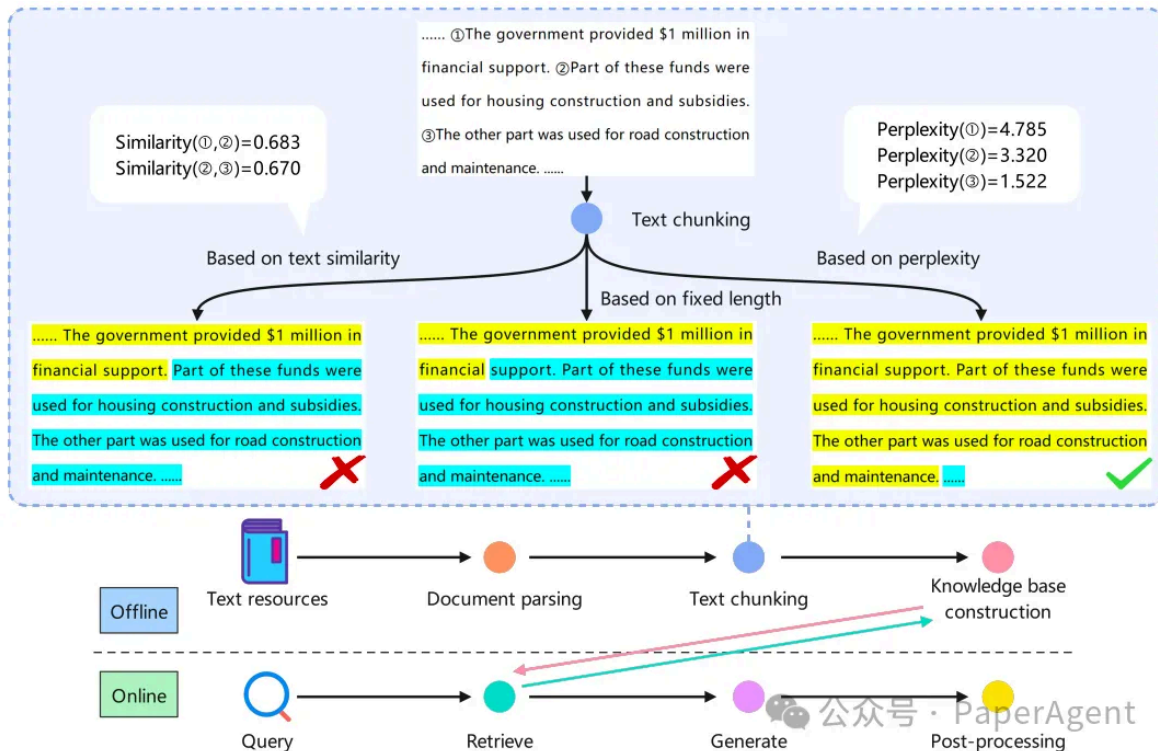 ...... ①The government provided $1 million in
financial support. ②Part of these funds were
used for housing construction and subsidies.
③The other part was used for road construction
and maintenance. ......
Similarity(①,②)=0.683
Similarity(②,③)=0.670
Perplexity(①)=4.785
Perplexity(②)=3.320
Perplexity(③)=1.522
Text chunking
Based on text similarity
Based on fixed length
Based on perplexity
...... The government provided $1 million in
financial support. Part of these funds were
used for housing construction and subsidies.
The other part was used for road construction
and maintenance. ......
...... The government provided $1 million in
financial support. Part of these funds were
used for housing construction and subsidies.
The other part was used for road construction
and maintenance. ......
...... The government provided $1 million in
financial support. Part of these funds were
used for housing construction and subsidies.
The other part was used for road construction
and maintenance. ......
Offline
Text resources
Document parsing
Text chunking
Knowledge base
construction
Online
Query
Retrieve
Generate
Post-processing
公众号 · PaperAgent